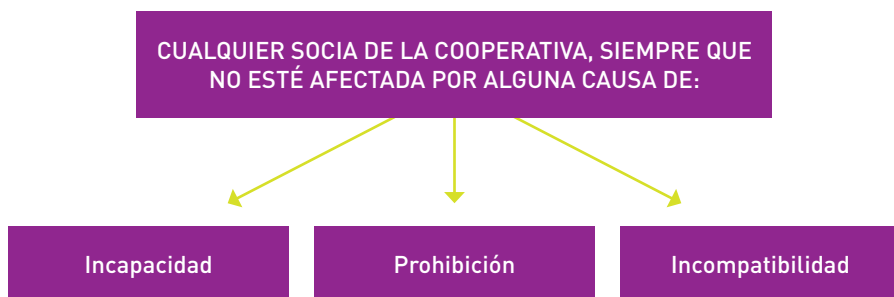 CUALQUIER SOCIA DE LA COOPERATIVA, SIEMPRE QUE
NO ESTÉ AFECTADA POR ALGUNA CAUSA DE:
Incapacidad
Prohibición
Incompatibilidad